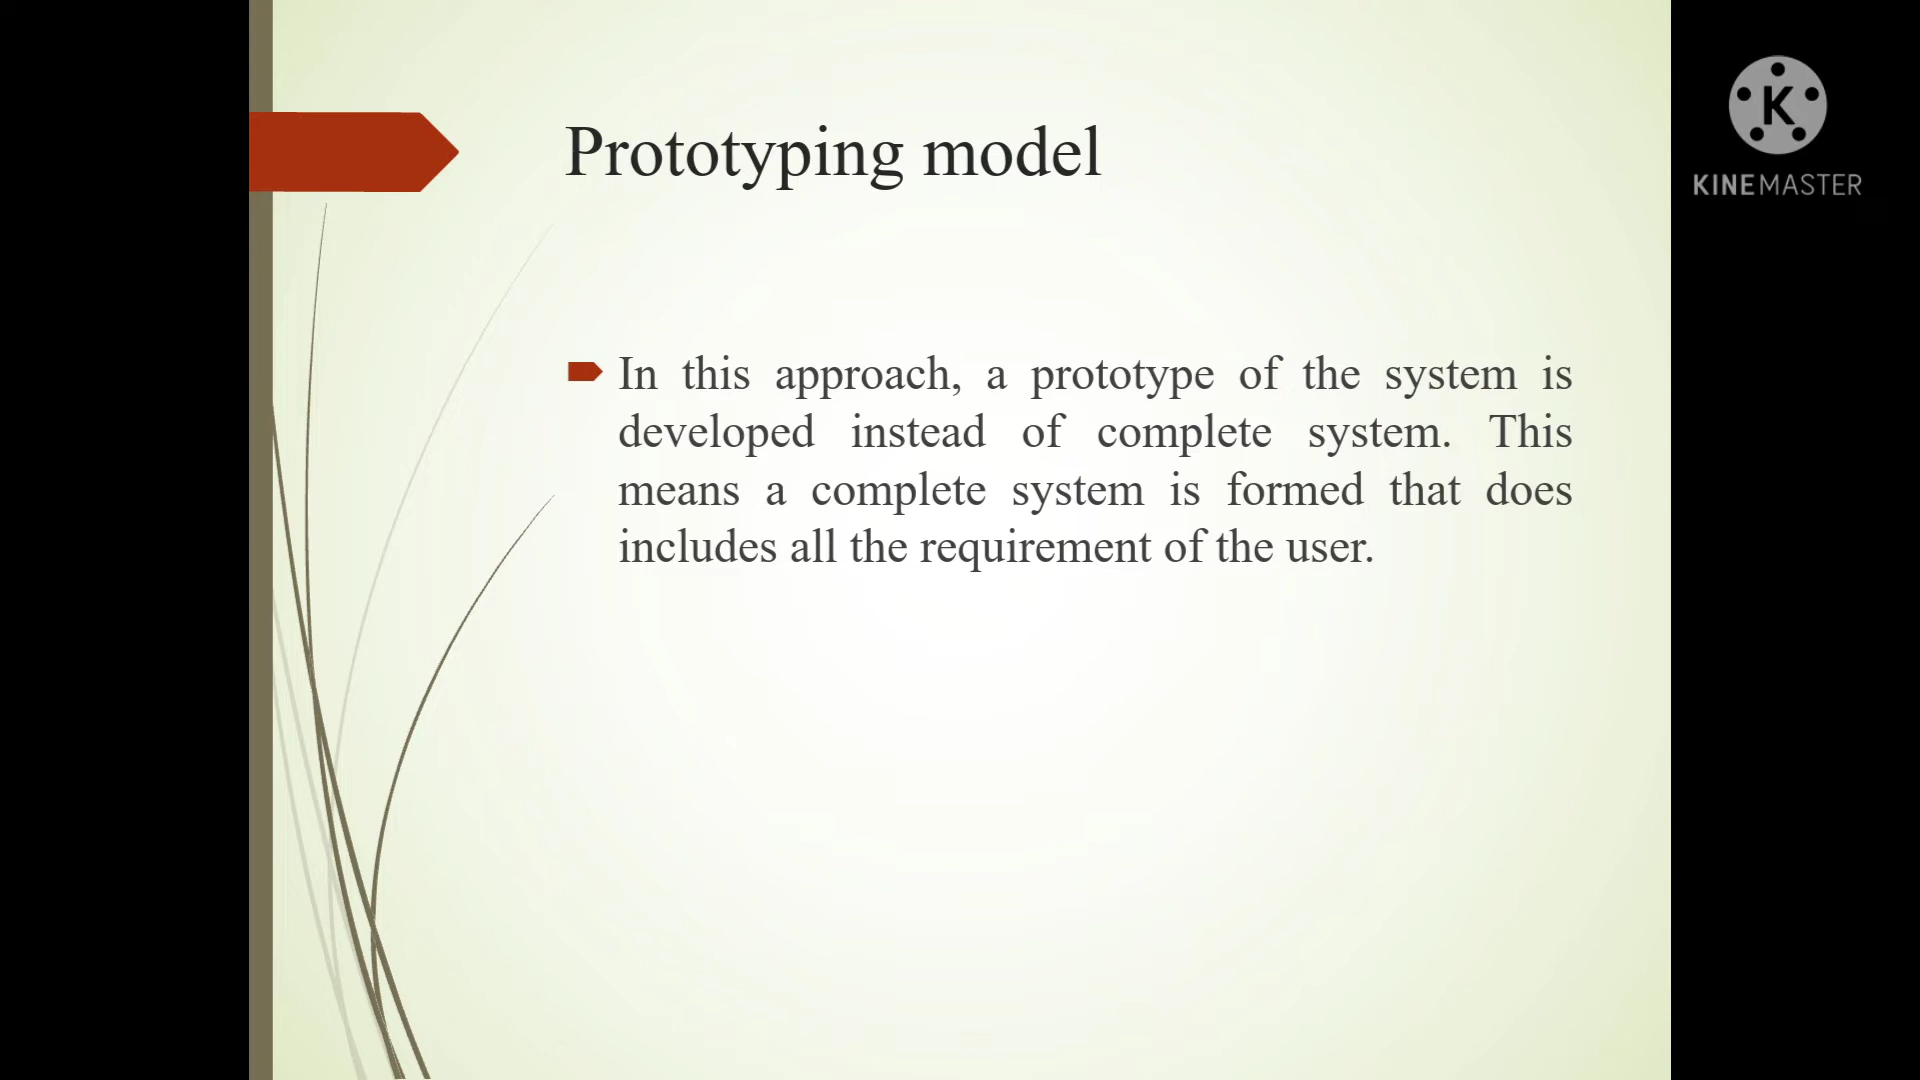 Prototyping model
In this approach, a prototype of the system is
developed instead of complete system. This
means a complete system is formed that does
includes all the requirement of the user.
K
KINEMASTER